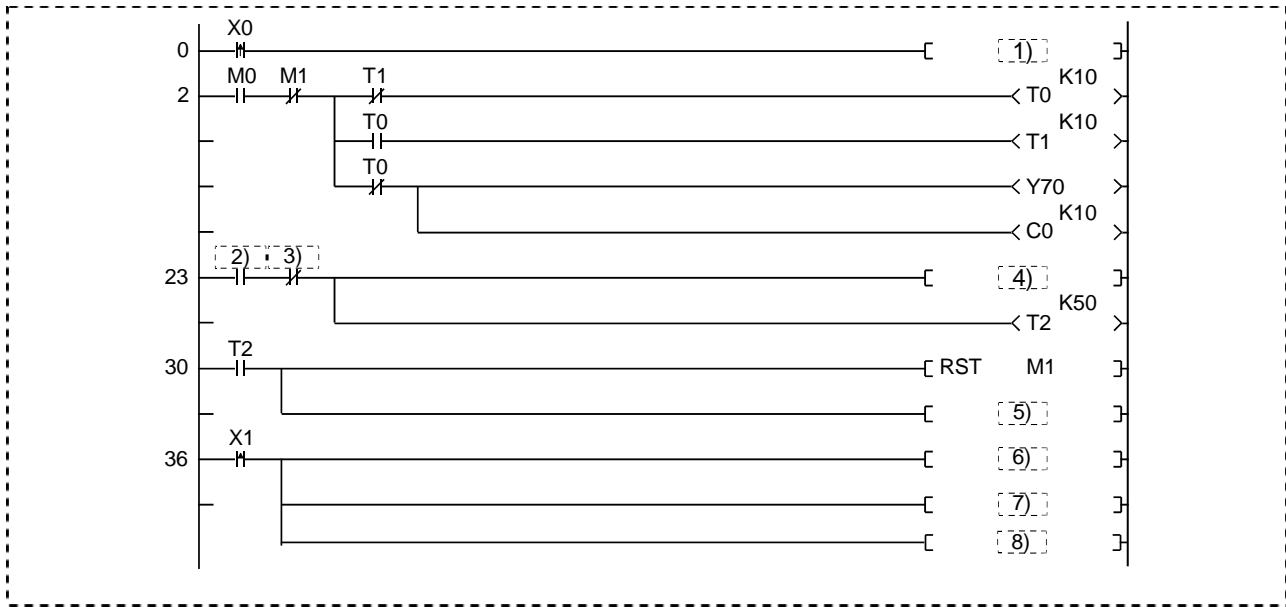 X0
0 1)
M0 M1 T1 K10
2 T0
T0 K10
T1
T0
Y70
K10
C0
2) 3)
23 4)
K50
T2
T2
30 RST M1
5)
X1
36 6)
7)
8)